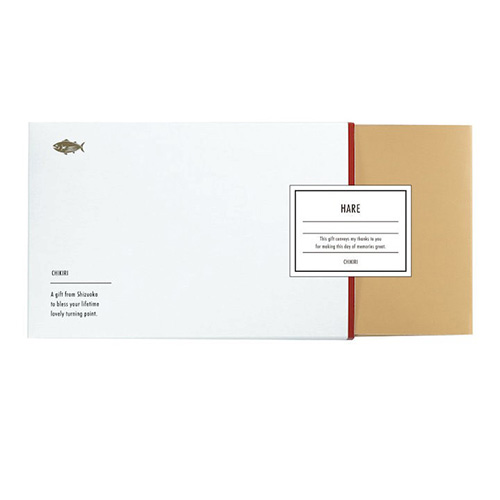 CHIKIRI
A gift from Shizuoka
to bless your lifetime
lovely turning point.
HARE
This gift conveys my thanks to you
for making this day of memories great.
CHIKIRI